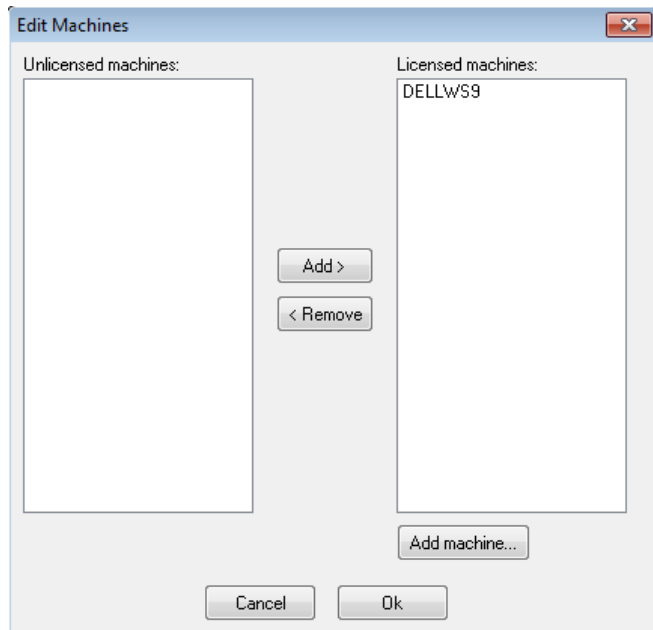 Edit Machines
Unlicensed machines:
Licensed machines:
DELLWS9
Add >
< Remove
Add machine...
Cancel
Ok